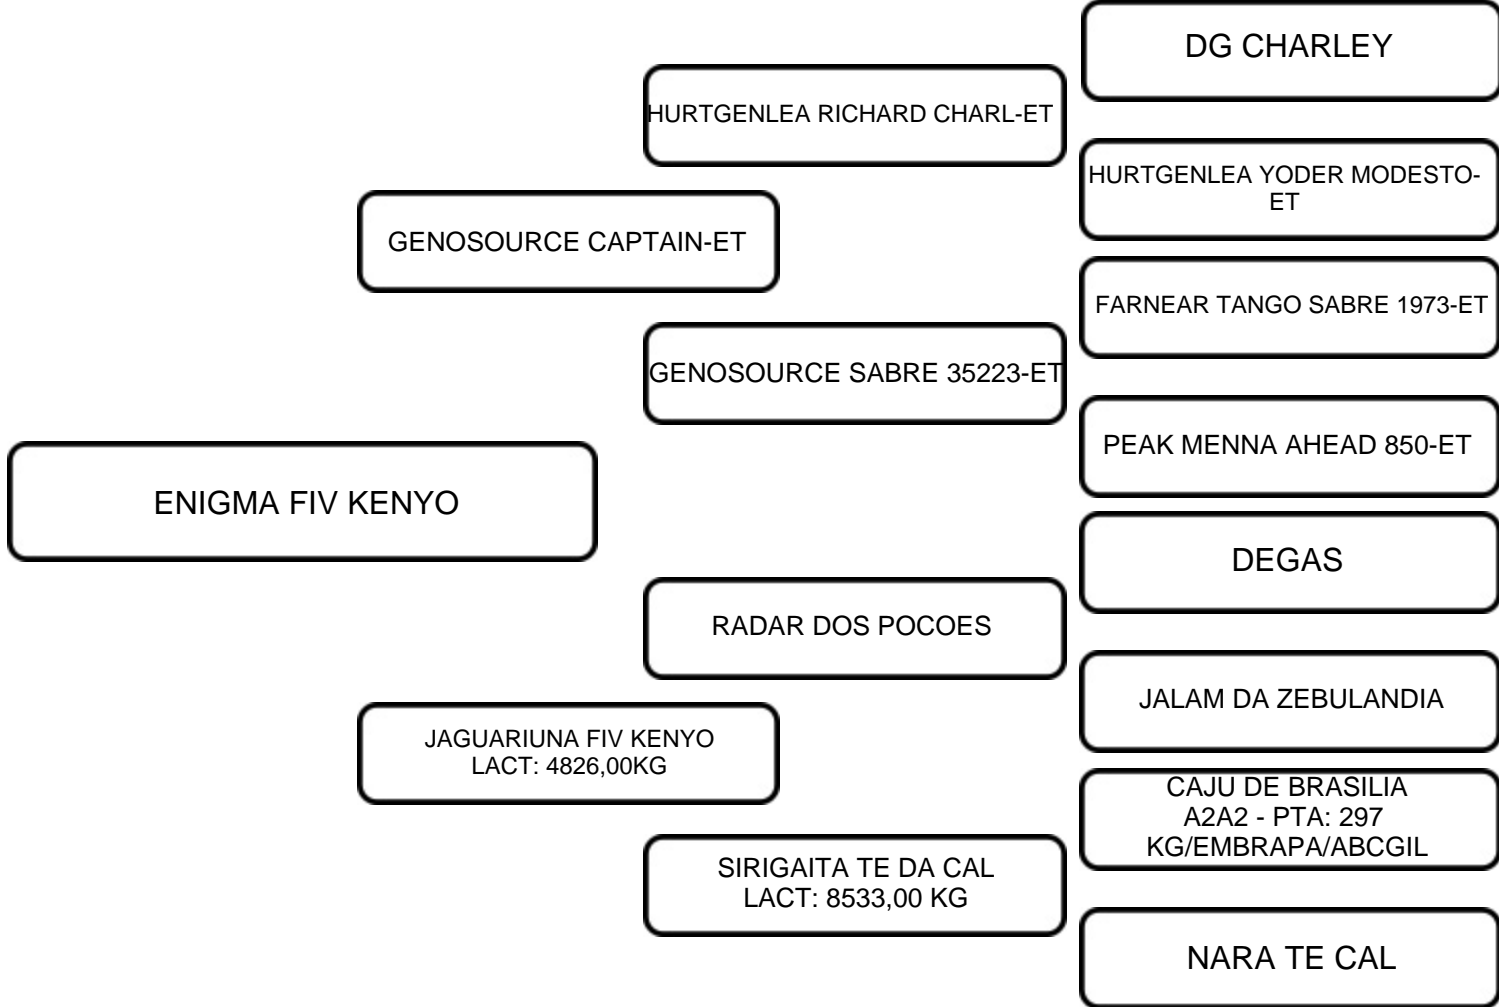 DG CHARLEY
HURTGENLEA RICHARD CHARL-ET
HURTGENLEA YODER MODESTO-
ET
GENOSOURCE CAPTAIN-ET
FARNEAR TANGO SABRE 1973-ET
GENOSOURCE SABRE 35223-ET
PEAK MENNA AHEAD 850-ET
ENIGMA FIV KENYO
DEGAS
RADAR DOS POCOES
JALAM DA ZEBULANDIA
JAGUARIUNA FIV KENYO
LACT: 4826,00KG
CAJU DE BRASILIA
A2A2 - PTA: 297
KG/EMBRAPA/ABCGIL
SIRIGAITA TE DA CAL
LACT: 8533,00 KG
NARA TE CAL